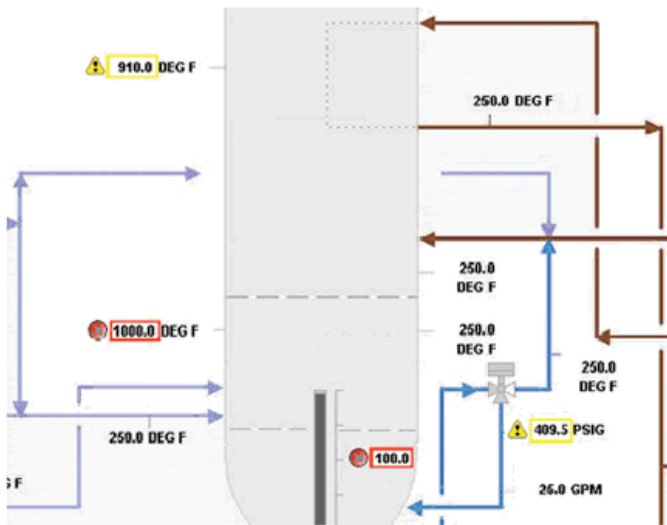 910.0 DEG F
250.0 DEG F
250.0
DEG F
1000.0 DEG F
250.0
DEG F
250.0
DEG F
250.0 DEG F
409.5 PSIG
100.0
G F
26.0 GPM